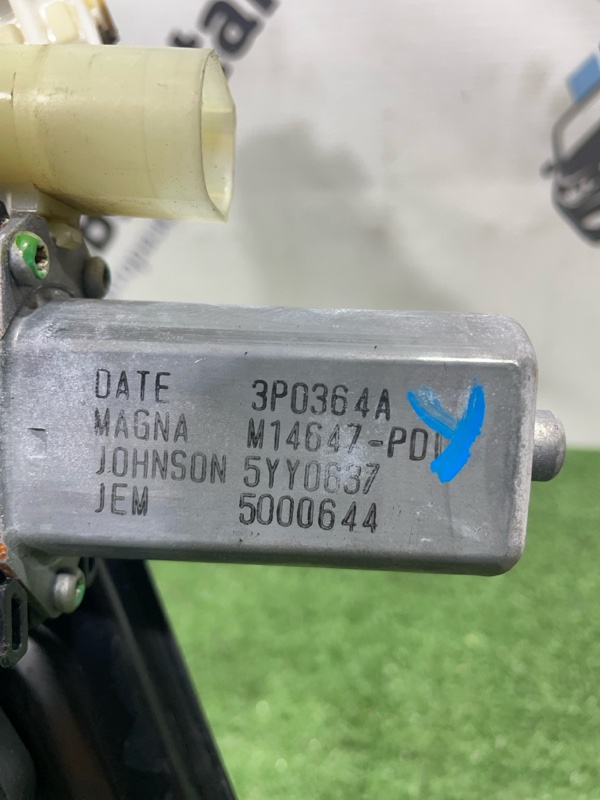 DATE 3P0364A
MAGNA M14647-PD
JOHNSON 5YY0637
JEM 5000644